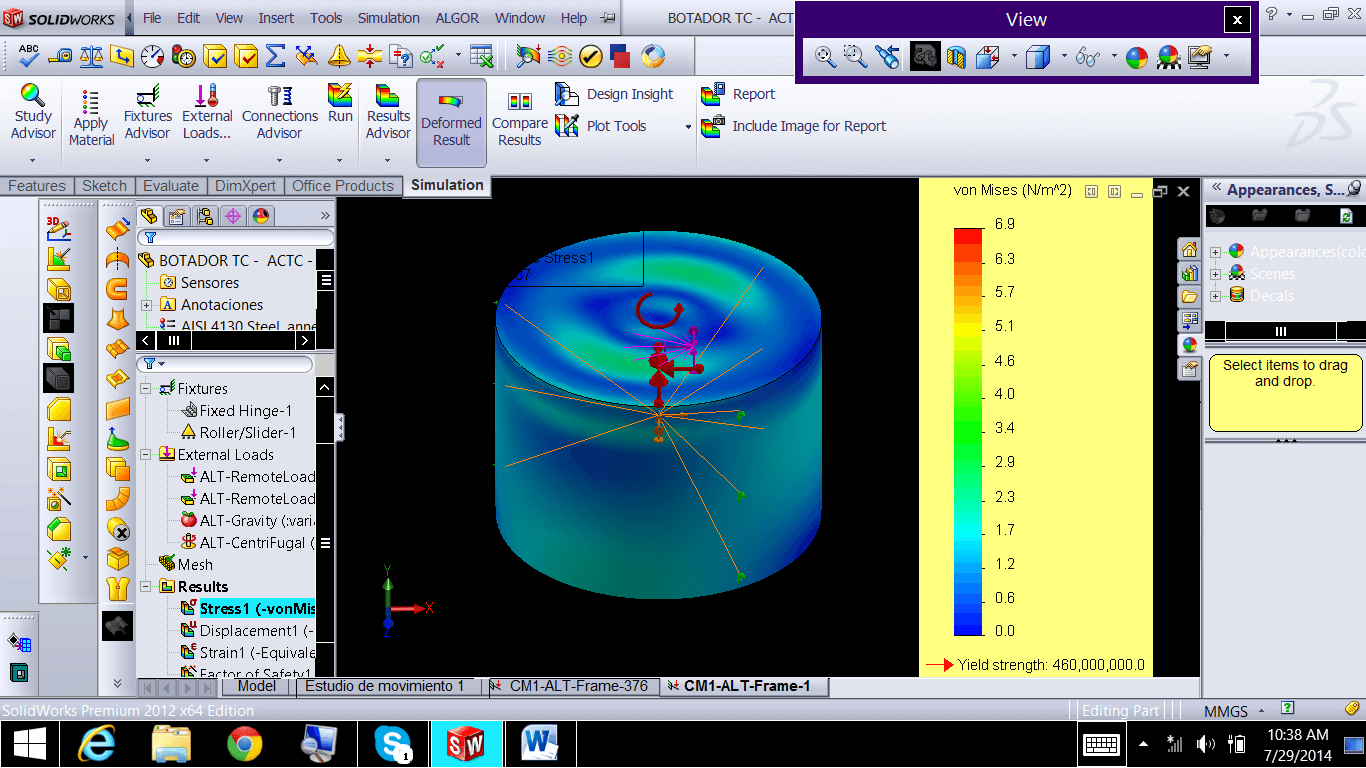 SOLIDWORKS
File Edit View Insert Tools Simulation ALGOR Window Help
BOTADOR TC - ACT
View
x
ABC
Study Advisor
Apply Material
Fixtures Advisor
External Loads...
Connections Advisor
Run
Results Advisor
Deformed Result
Compare Results
Design Insight
Plot Tools
Report
Include Image for Report
Features Sketch Evaluate DimXpert Office Products Simulation
3D
BOTADOR TC - ACTC -
Sensores
Anotaciones
AISI 4130 Steel, anne
Fixtures
Fixed Hinge-1
Roller/Slider-1
External Loads
ALT-RemoteLoad
ALT-RemoteLoad
ALT-Gravity (:vari
ALT-CentriFugal (
Mesh
Results
Stress1 (-vonMis
Displacement1 (-
Strain1 (-Equivale
Factor of Safety1
Stress1
Y
X
Z
von Mises (N/m^2)
6.9
6.3
5.7
5.1
4.6
4.0
3.4
2.9
2.3
1.7
1.2
0.6
0.0
Yield strength: 460,000,000.0
Appearances, S...
Appearances(colo
Scenes
Decals
Select items to drag
and drop.
Model Estudio de movimiento 1 CM1-ALT-Frame-376 CM1-ALT-Frame-1
SolidWorks Premium 2012 x64 Edition
Editing Part
MMGS
1
10:38 AM
7/29/2014